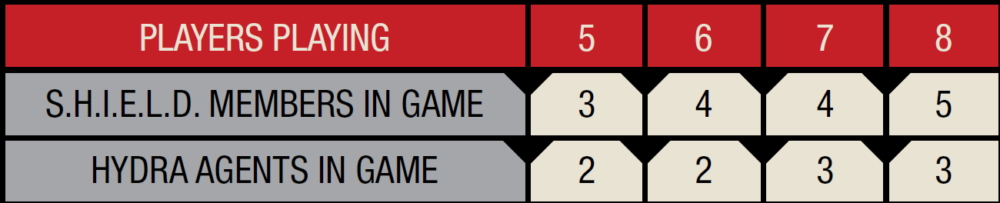 PLAYERS PLAYING 5 6 7 8
S.H.I.E.L.D. MEMBERS IN GAME 3 4 4 5
HYDRA AGENTS IN GAME 2 2 3 3